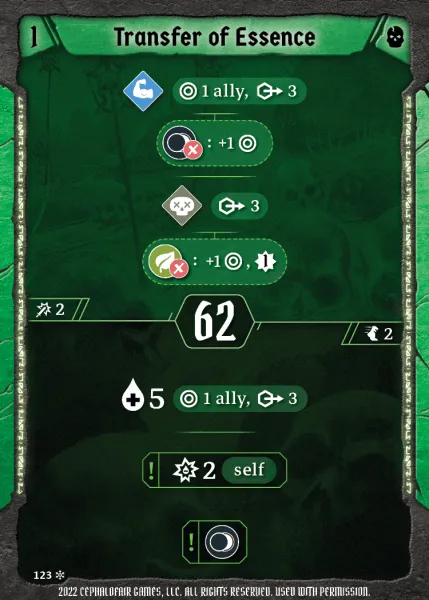 1 Transfer of Essence
1 ally, 3
: +1
3
: +1 ,
2
62
2
5 1 ally, 3
! 2 self
!
123
2022 CEPHALOFAIR GAMES, LLC. ALL RIGHTS RESERVED. USED WITH PERMISSION.